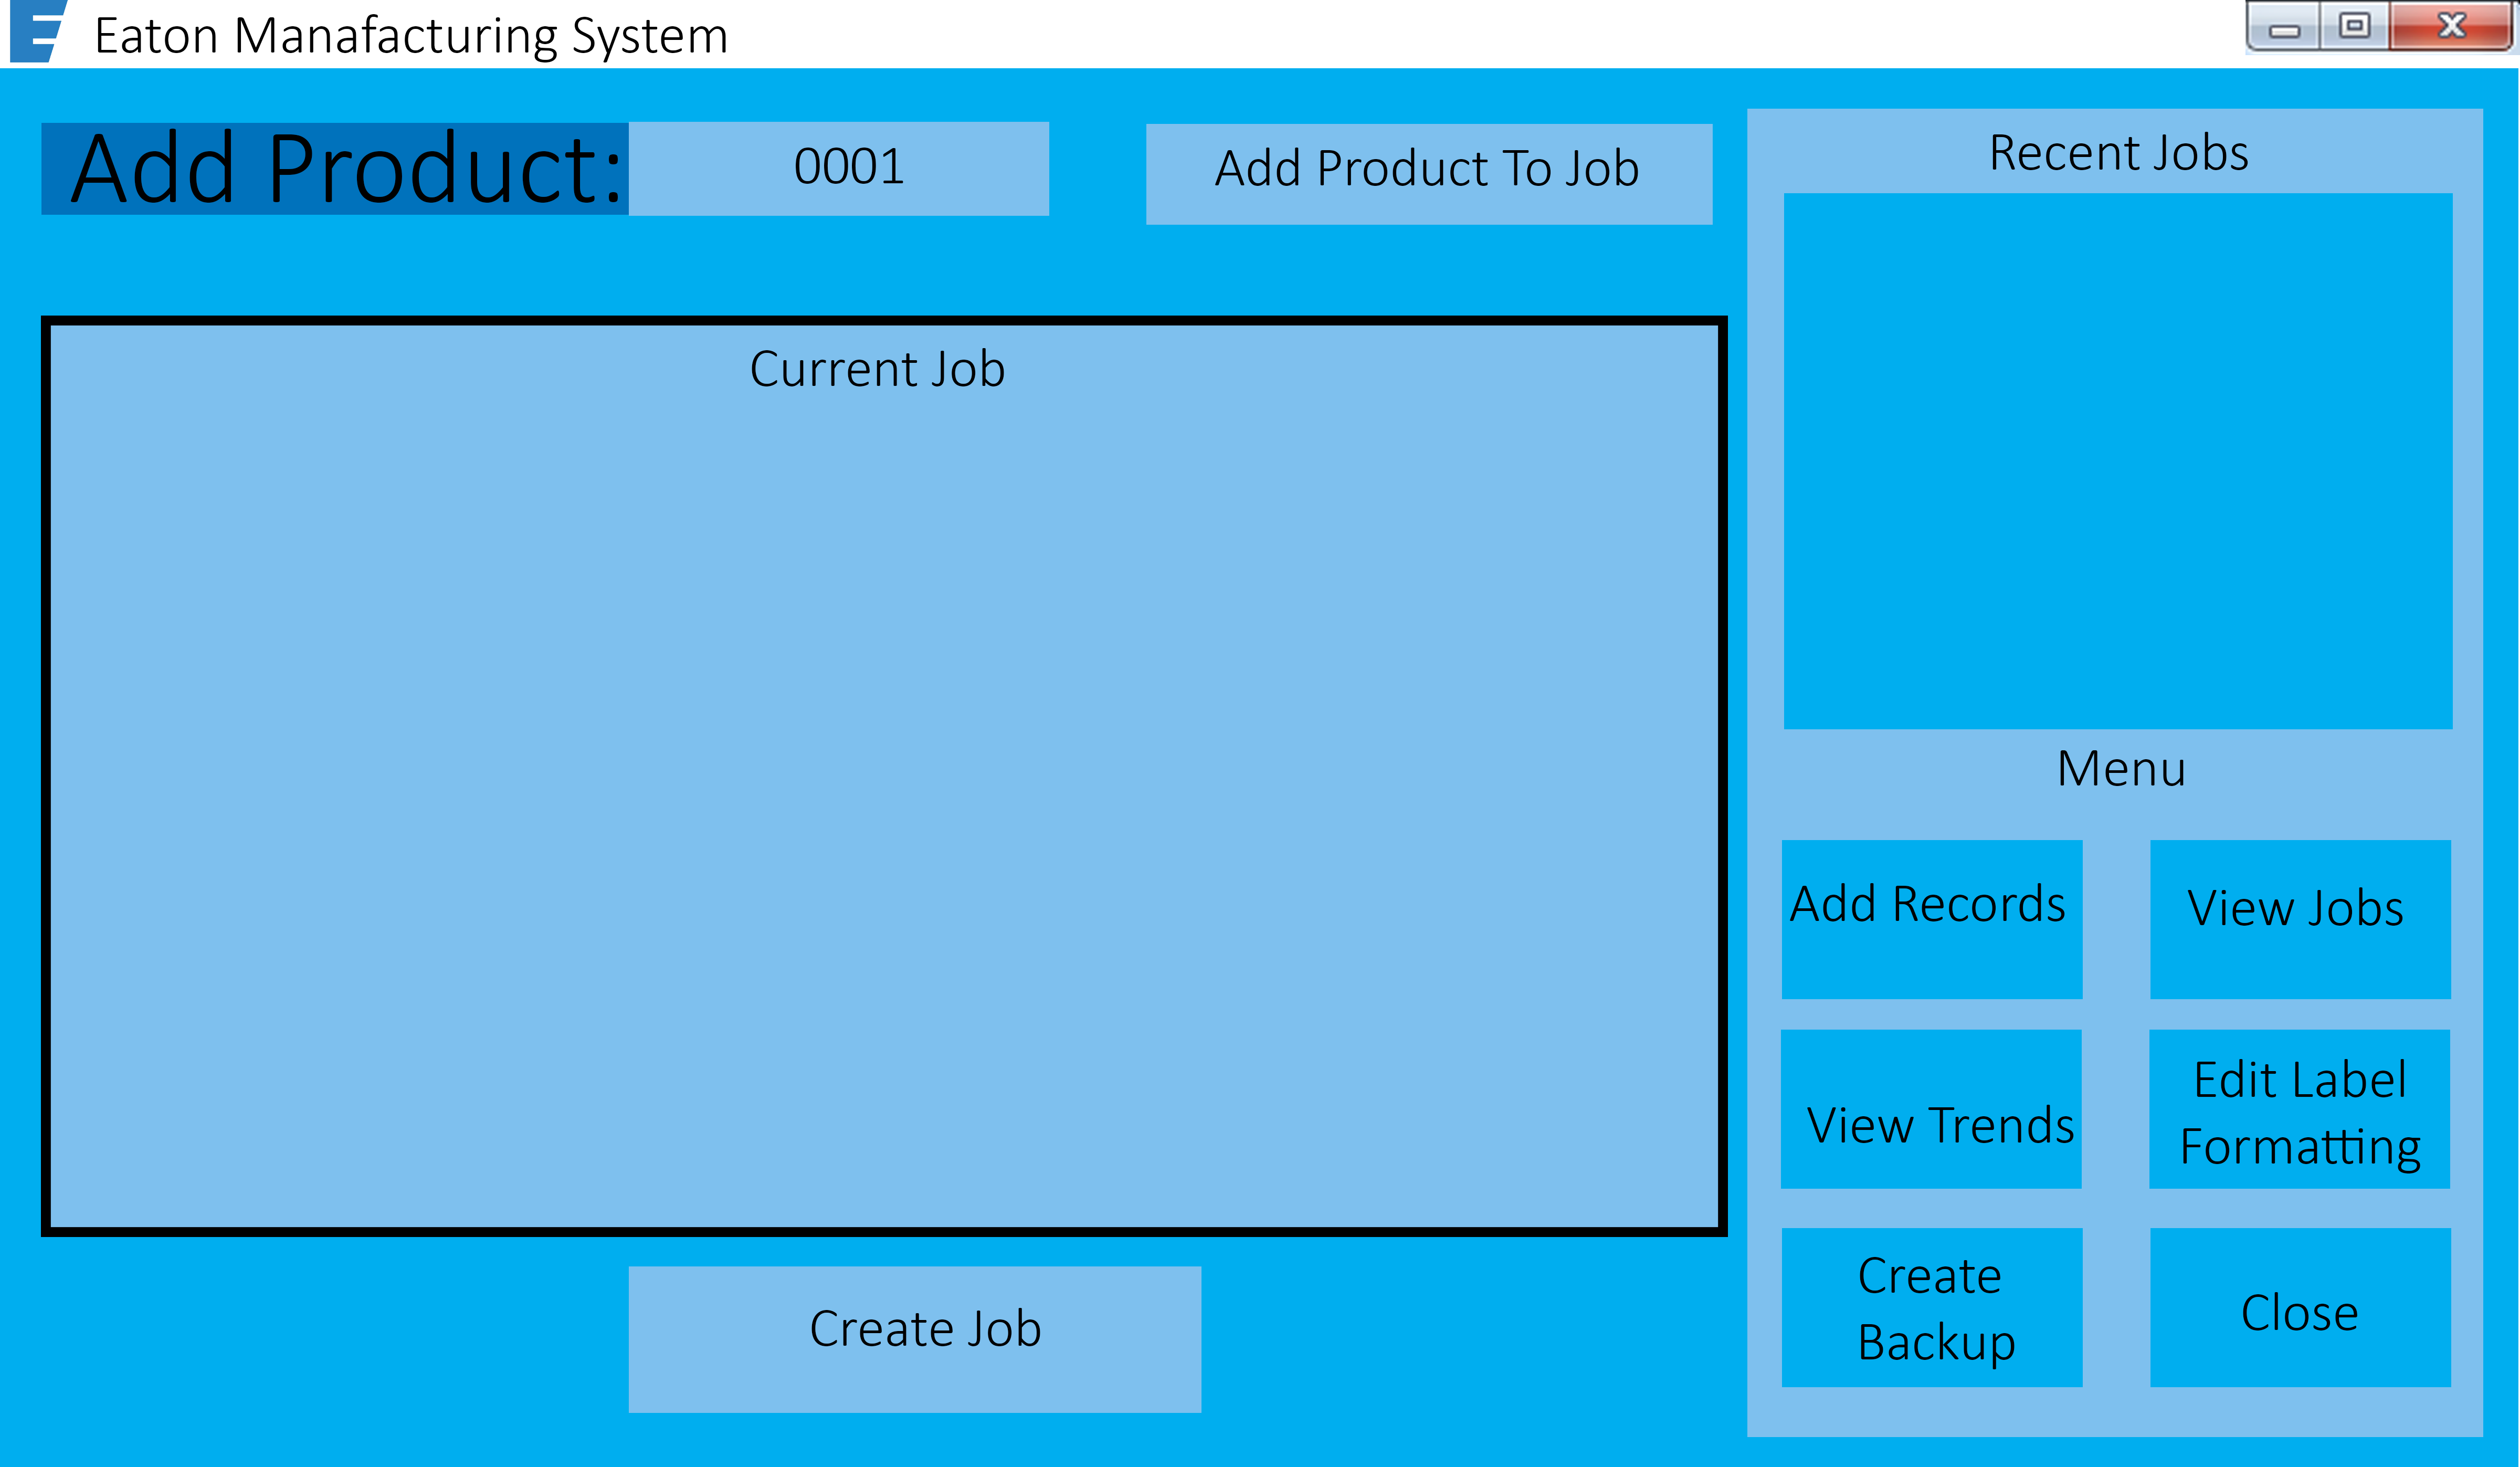 Eaton Manafacturing System
Add Product:
0001
Add Product To Job
Recent Jobs
Current Job
Menu
Add Records
View Jobs
View Trends
Edit Label
Formatting
Create
Backup
Close
Create Job